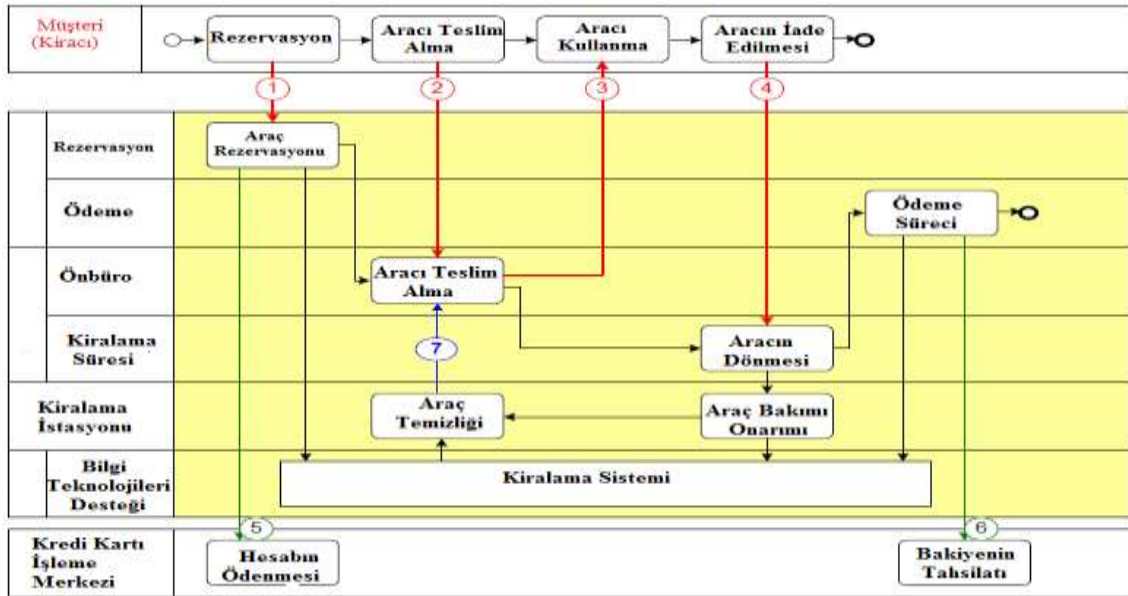 Müşteri
(Kiracı)
Rezervasyon
Aracı Teslim
Alma
Aracı
Kullanma
Aracın İade
Edilmesi
1
2
3
4
Rezervasyon
Araç
Rezervasyonu
Ödeme
Ödeme
Süreci
Önbüro
Aracı Teslim
Alma
Kiralama
Süresi
7
Aracın
Dönmesi
Kiralama
İstasyonu
Araç
Temizliği
Araç Bakımı
Onarımı
Bilgi
Teknolojileri
Desteği
Kiralama Sistemi
5
6
Kredi Kartı
İşleme
Merkezi
Hesabın
Ödenmesi
Bakiyenin
Tahsilatı